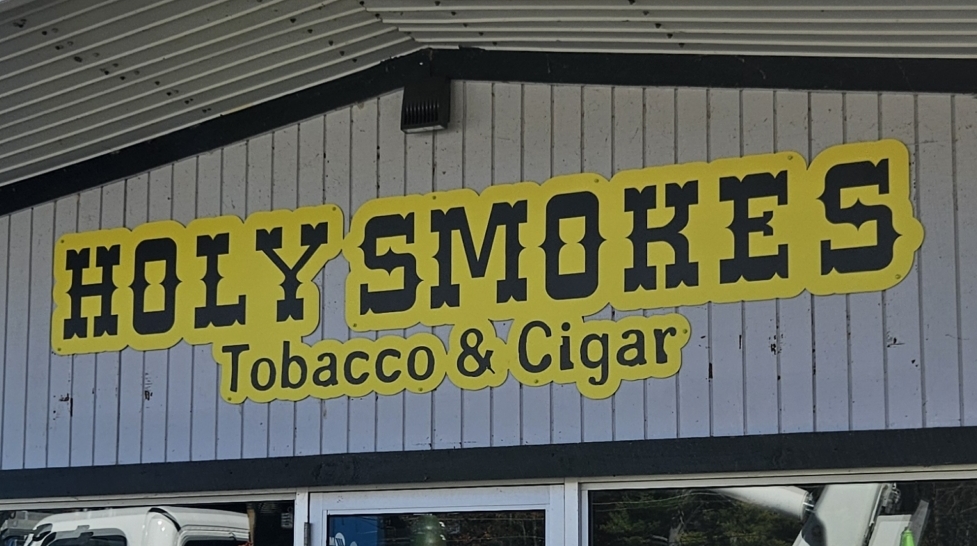 HOLY SMOKES
Tobacco & Cigar